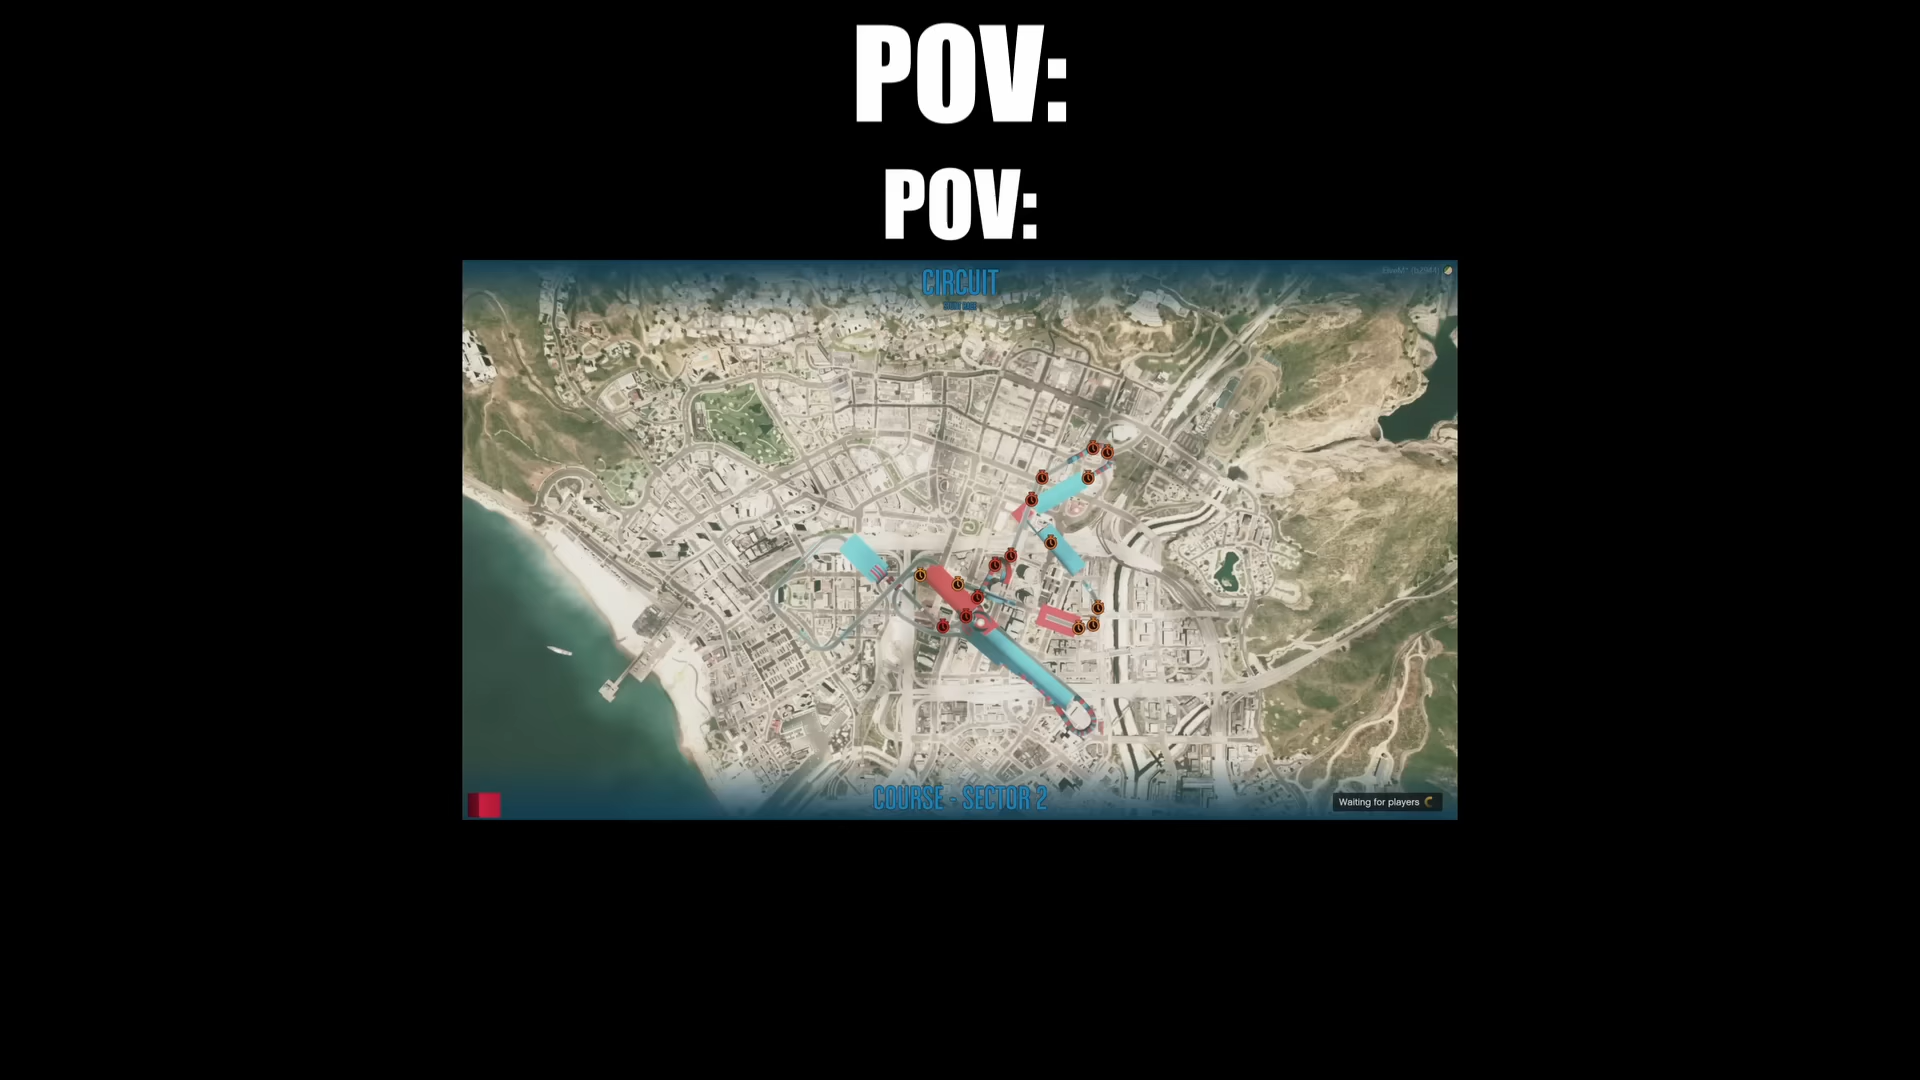 POV:
POV:
CIRCUIT
COURSE - SECTOR 2
Waiting for players